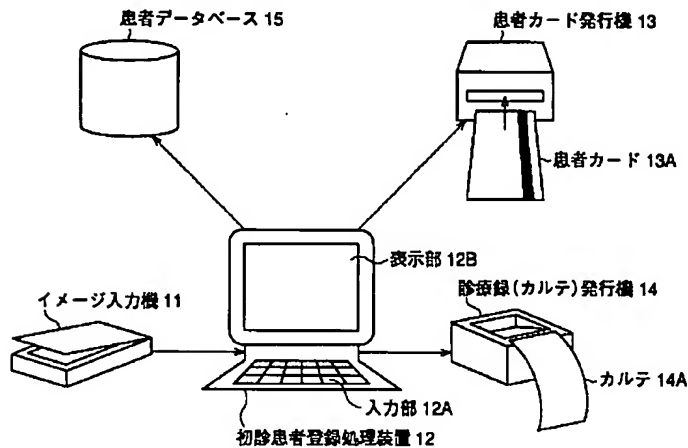 患者データベース 15
患者カード発行機 13
患者カード 13A
表示部 12B
イメージ入力機 11
診療録(カルテ)発行機 14
カルテ 14A
入力部 12A
初診患者登録処理装置 12